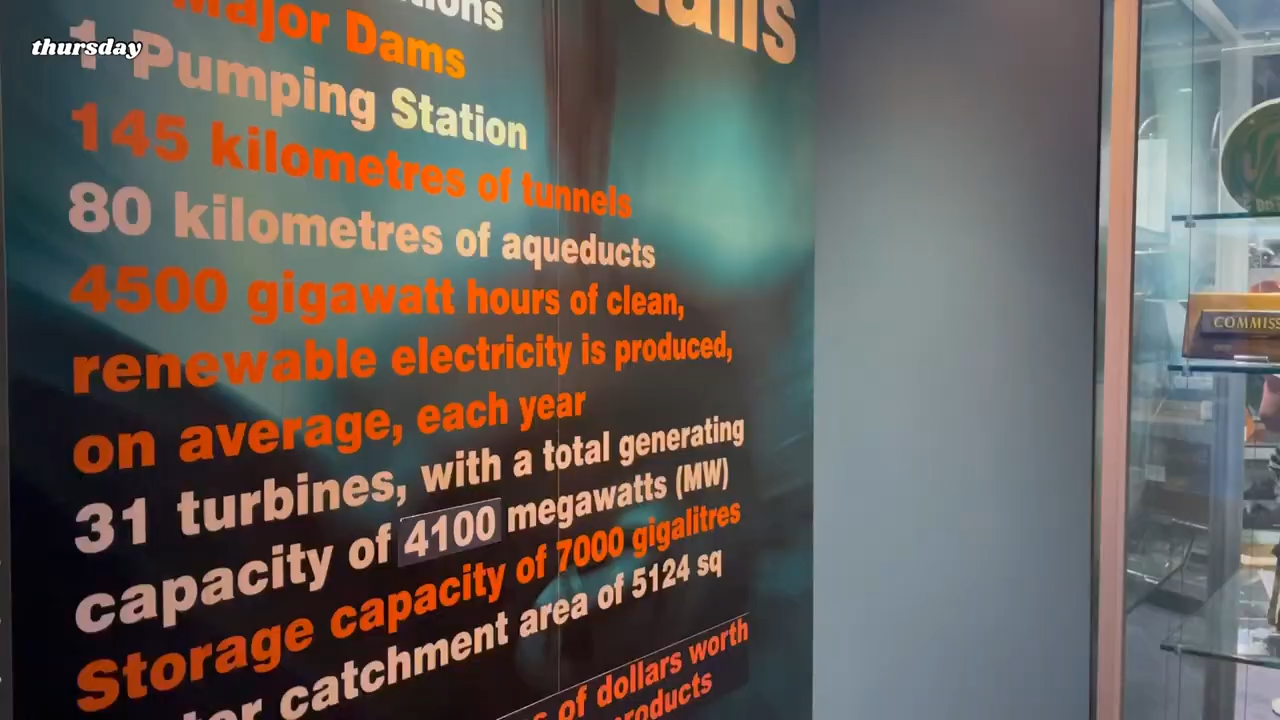 thursday
Major Dams
1 Pumping Station
145 kilometres of tunnels
80 kilometres of aqueducts
4500 gigawatt hours of clean,
renewable electricity is produced,
on average, each year
31 turbines, with a total generating
capacity of 4100 megawatts (MW)
Storage capacity of 7000 gigalitres
catchment area of 5124 sq
of dollars worth